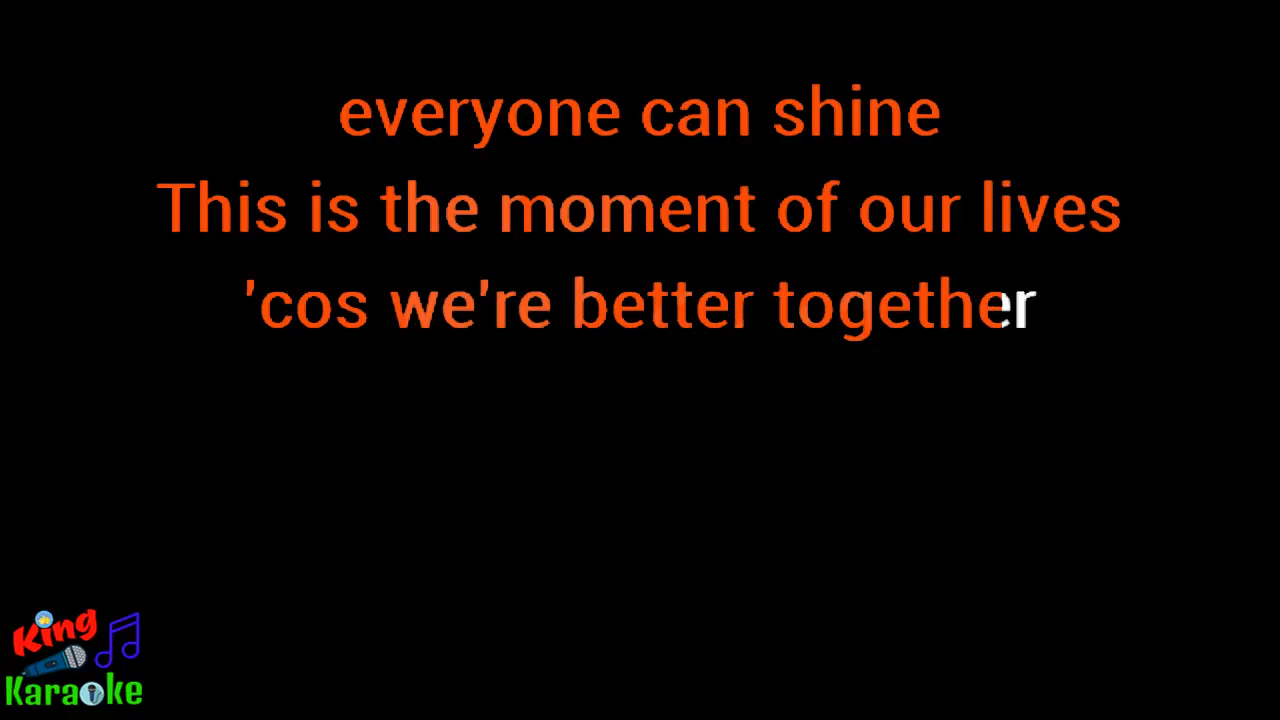 everyone can shine
This is the moment of our lives
'cos we're better together
King
Karaoke